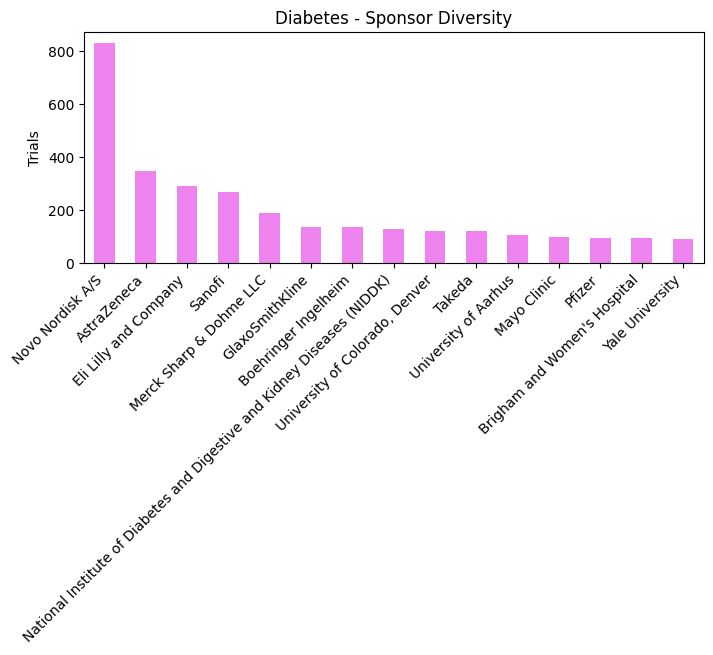 Diabetes - Sponsor Diversity
Trials
800
600
400
200
0
Novo Nordisk A/S
AstraZeneca
Eli Lilly and Company
Sanofi
Merck Sharp & Dohme LLC
GlaxoSmithKline
Boehringer Ingelheim
National Institute of Diabetes and Digestive and Kidney Diseases (NIDDK)
University of Colorado, Denver
Takeda
University of Aarhus
Mayo Clinic
Pfizer
Brigham and Women's Hospital
Yale University